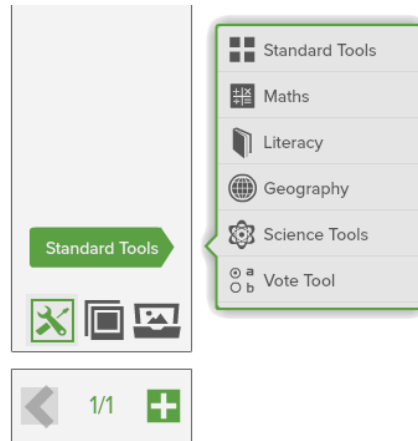 Standard Tools
Maths
Literacy
Geography
Science Tools
a
b Vote Tool
Standard Tools
1/1